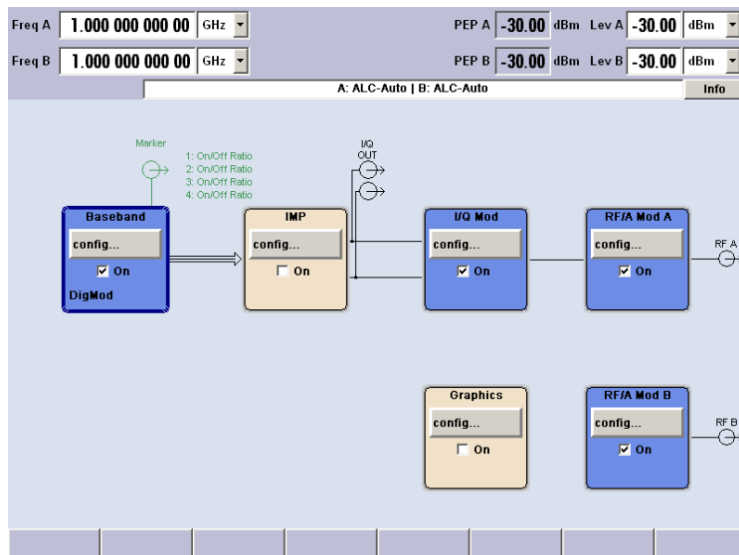 Freq A 1.000 000 000 00 GHz PEP A -30.00 dBm Lev A -30.00 dBm
Freq B 1.000 000 000 00 GHz PEP B -30.00 dBm Lev B -30.00 dBm
A: ALC-Auto | B: ALC-Auto Info
Marker
1: On/Off Ratio
2: On/Off Ratio
3: On/Off Ratio
4: On/Off Ratio
I/Q
OUT
Baseband IMP I/Q Mod RF/A Mod A
config... config... config... config... RF A
On On On On
DigMod
Graphics RF/A Mod B
config... config... RF B
On On